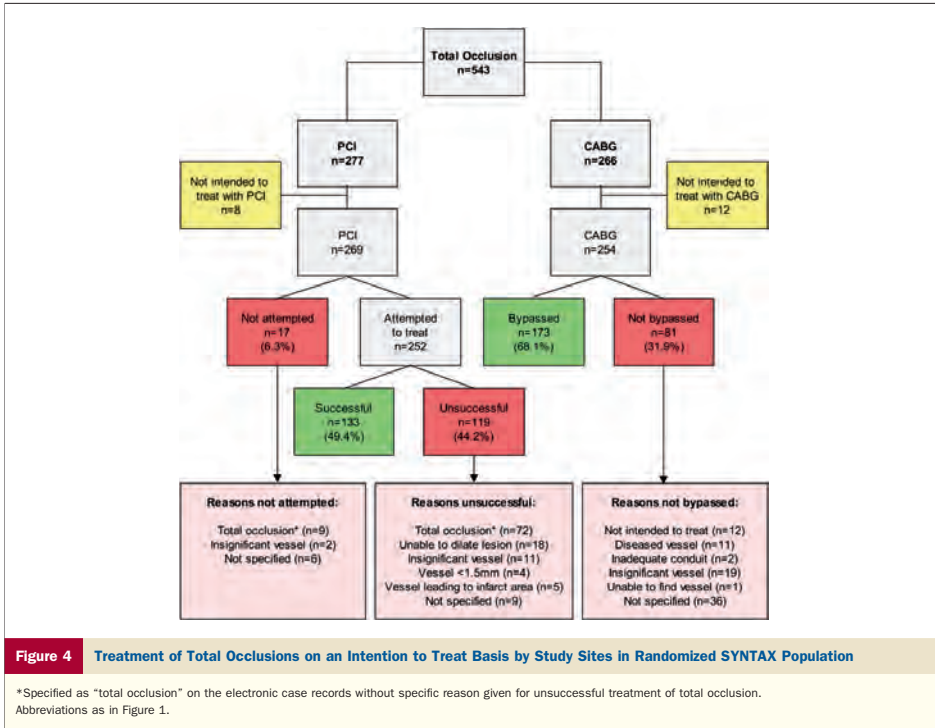 Total Occlusion
n=543
PCI
n=277
CABG
n=266
Not intended to
treat with PCI
n=8
Not intended to
treat with CABG
n=12
PCI
n=269
CABG
n=254
Not attempted
n=17
(6.3%)
Attempted
to treat
n=252
Bypassed
n=173
(68.1%)
Not bypassed
n=81
(31.9%)
Successful
n=133
(49.4%)
Unsuccessful
n=119
(44.2%)
Reasons not attempted:
Total occlusion* (n=9)
Insignificant vessel (n=2)
Not specified (n=6)
Reasons unsuccessful:
Total occlusion* (n=72)
Unable to dilate lesion (n=18)
Insignificant vessel (n=11)
Vessel <1.5mm (n=4)
Vessel leading to infarct area (n=5)
Not specified (n=9)
Reasons not bypassed:
Not intended to treat (n=12)
Diseased vessel (n=11)
Inadequate conduit (n=2)
Insignificant vessel (n=19)
Unable to find vessel (n=1)
Not specified (n=36)
Figure 4 Treatment of Total Occlusions on an Intention to Treat Basis by Study Sites in Randomized SYNTAX Population
*Specified as “total occlusion” on the electronic case records without specific reason given for unsuccessful treatment of total occlusion.
Abbreviations as in Figure 1.